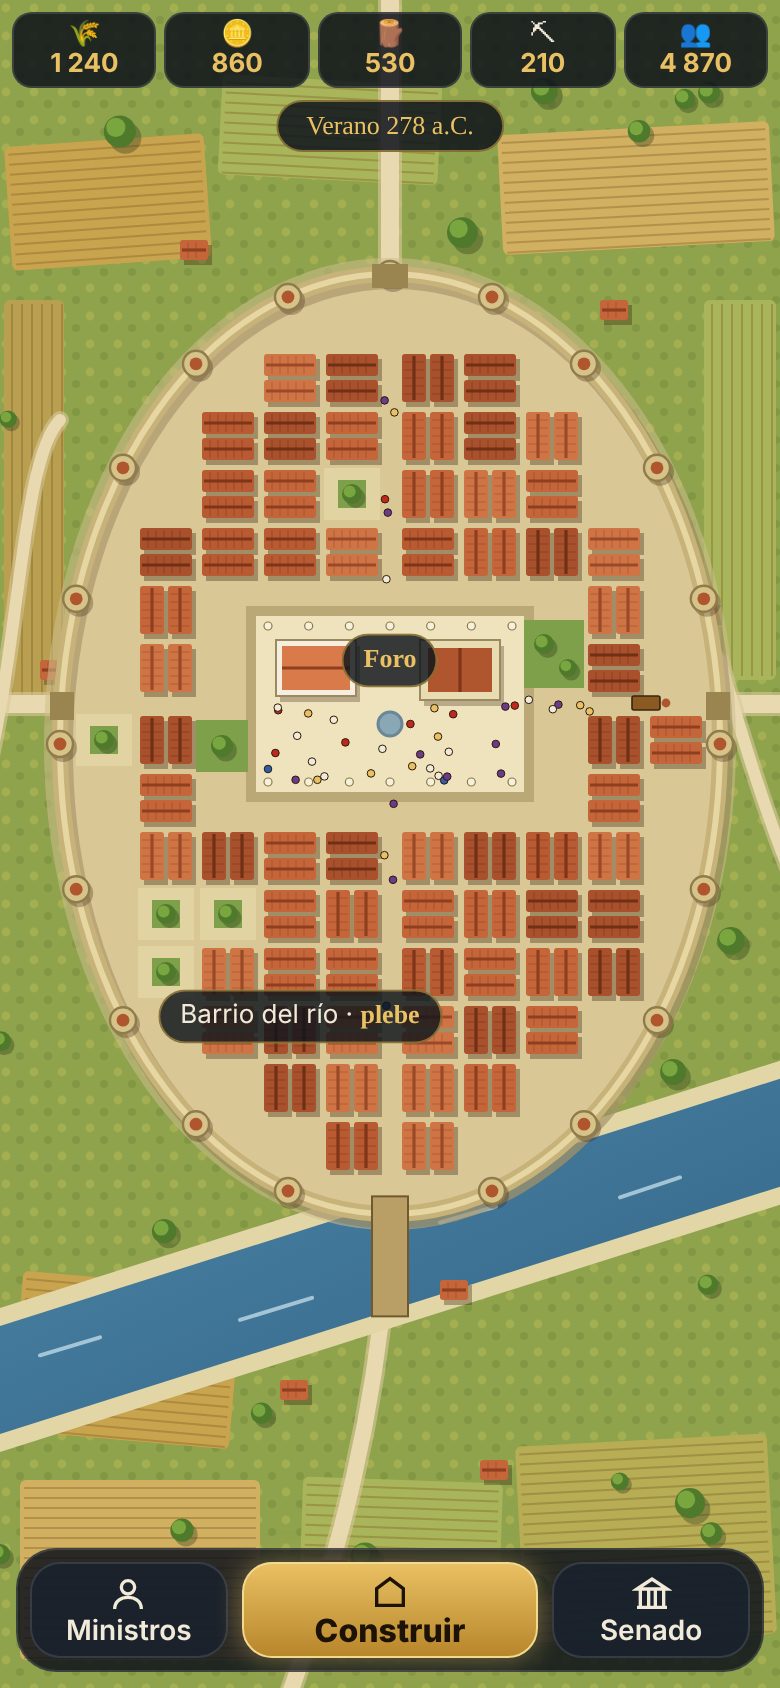 1 240
860
530
210
4 870
Verano 278 a.C.
Foro
Barrio del río · plebe
Ministros
Construir
Senado